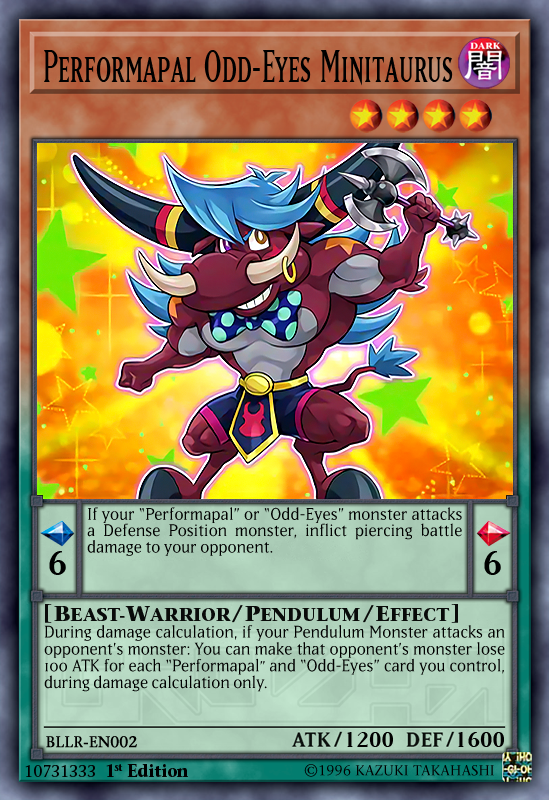 Performapal Odd-Eyes Minitaurus
DARK
闇
If your "Performapal" or "Odd-Eyes" monster attacks
a Defense Position monster, inflict piercing battle
damage to your opponent.
6
6
[Beast-Warrior/Pendulum/Effect]
During damage calculation, if your Pendulum Monster attacks an
opponent's monster: You can make that opponent's monster lose
100 ATK for each "Performapal" and "Odd-Eyes" card you control,
during damage calculation only.
BLLR-EN002
ATK/1200 DEF/1600
10731333 1st Edition
©1996 KAZUKI TAKAHASHI